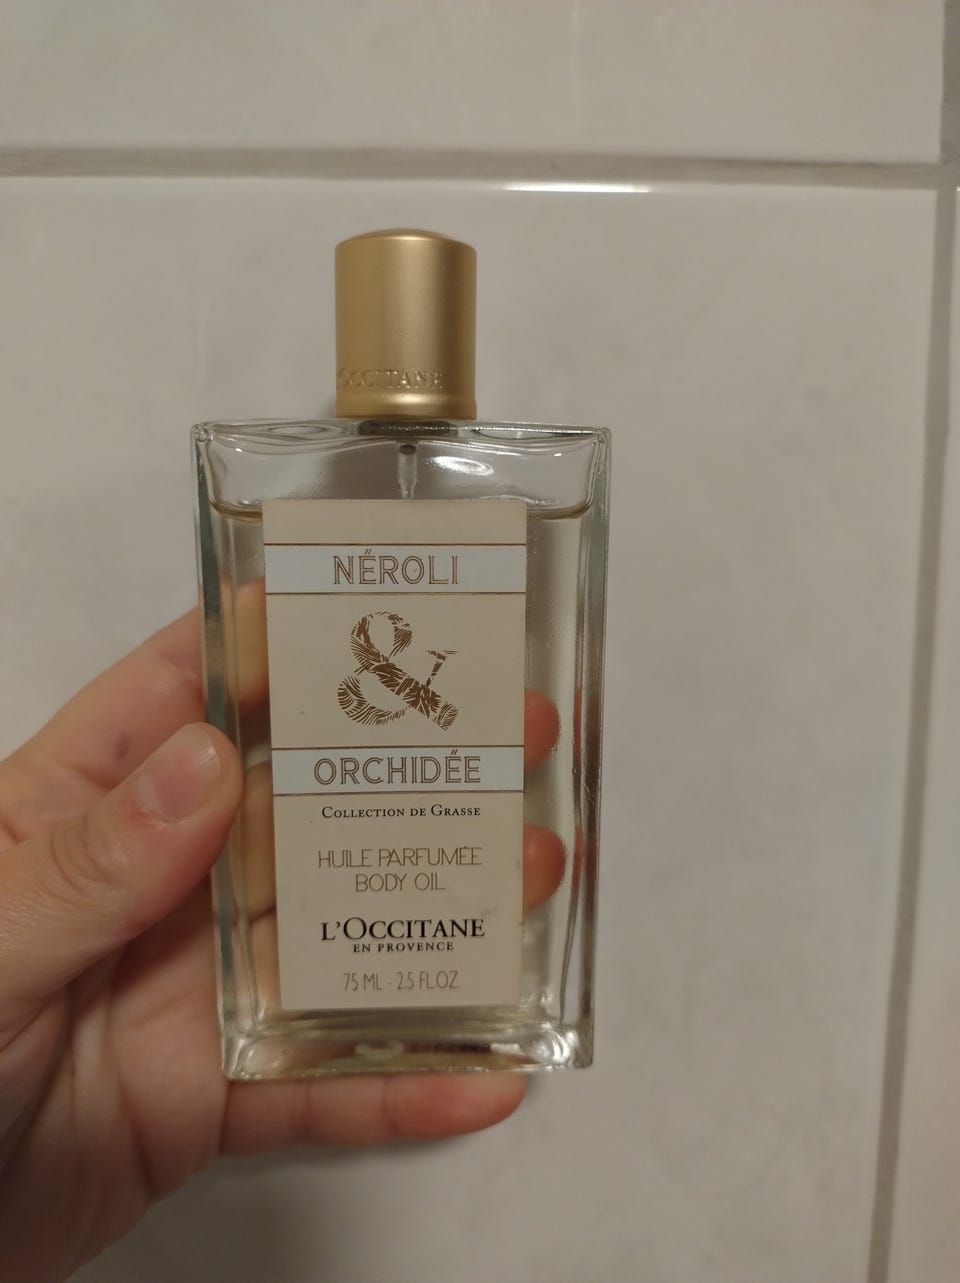 L'OCCITANE
NÉROLI
&
ORCHIDÉE
COLLECTION DE GRASSE
HUILE PARFUMÉE
BODY OIL
L'OCCITANE
EN PROVENCE
75 ML - 2.5 FL.OZ.